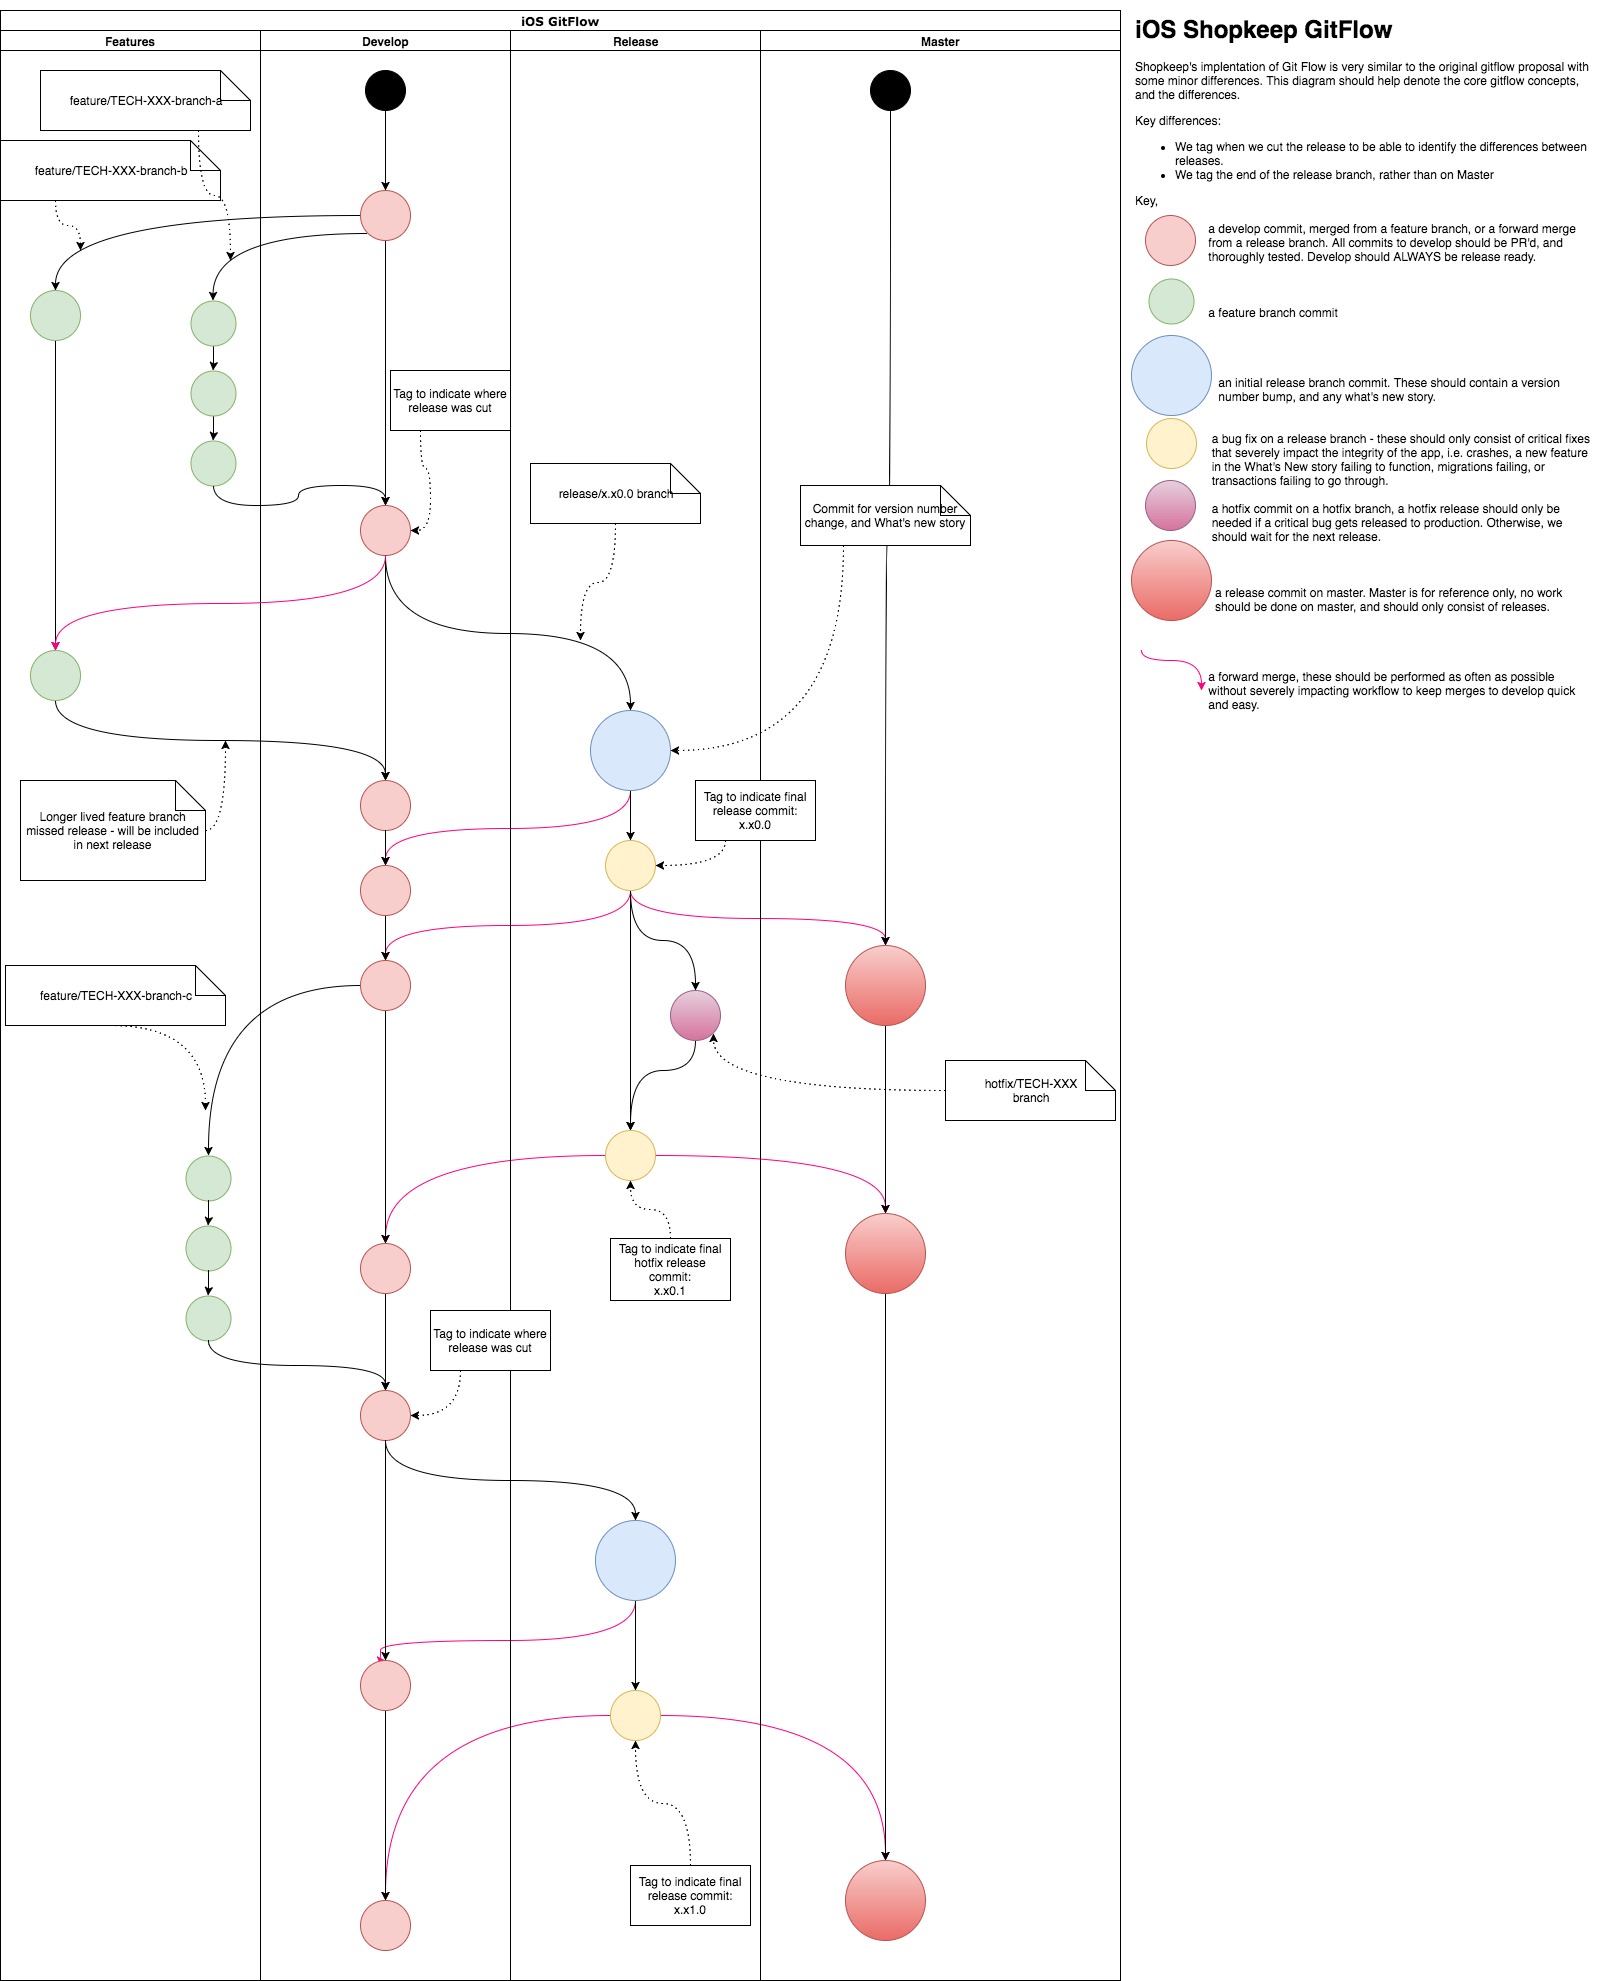 iOS GitFlow
Features
Develop
Release
Master
feature/TECH-XXX-branch-a
feature/TECH-XXX-branch-b
Tag to indicate where
release was cut
release/x.x0.0 branch
Commit for version number
change, and What's new story
Longer lived feature branch
missed release - will be included
in next release
Tag to indicate final
release commit:
x.x0.0
feature/TECH-XXX-branch-c
hotfix/TECH-XXX
branch
Tag to indicate final
hotfix release
commit:
x.x0.1
Tag to indicate where
release was cut
Tag to indicate final
release commit:
x.x1.0
iOS Shopkeep GitFlow
Shopkeep's implentation of Git Flow is very similar to the original gitflow proposal with
some minor differences. This diagram should help denote the core gitflow concepts,
and the differences.
Key differences:
• We tag when we cut the release to be able to identify the differences between
releases.
• We tag the end of the release branch, rather than on Master
Key,
a develop commit, merged from a feature branch, or a forward merge
from a release branch. All commits to develop should be PR'd, and
thoroughly tested. Develop should ALWAYS be release ready.
a feature branch commit
an initial release branch commit. These should contain a version
number bump, and any what's new story.
a bug fix on a release branch - these should only consist of critical fixes
that severely impact the integrity of the app, i.e. crashes, a new feature
in the What's New story failing to function, migrations failing, or
transactions failing to go through.
a hotfix commit on a hotfix branch, a hotfix release should only be
needed if a critical bug gets released to production. Otherwise, we
should wait for the next release.
a release commit on master. Master is for reference only, no work
should be done on master, and should only consist of releases.
a forward merge, these should be performed as often as possible
without severely impacting workflow to keep merges to develop quick
and easy.